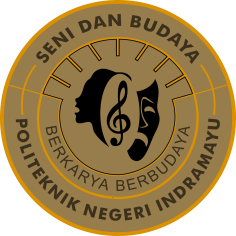 SENI DAN BUDAYA
BERKARYA BERBUDAYA
POLITEKNIK NEGERI INDRAMAYU